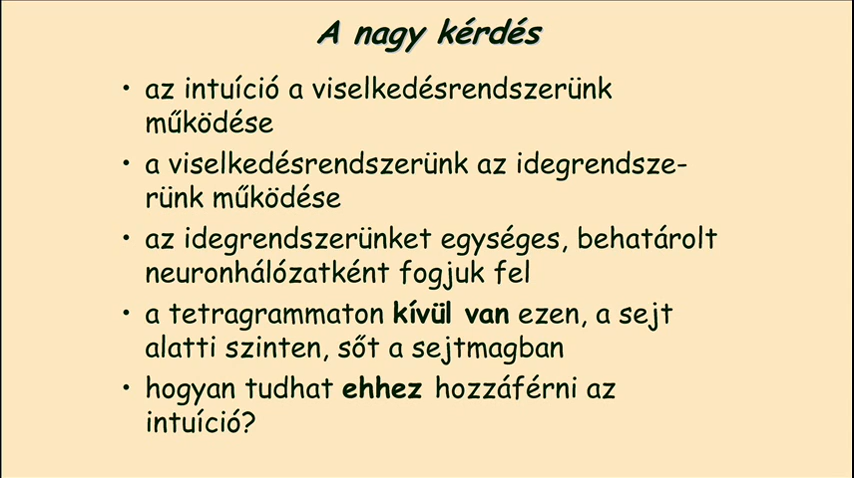 A nagy kérdés
• az intuíció a viselkedésrendszerünk
működése
• a viselkedésrendszerünk az idegrendsze-
rünk működése
• az idegrendszerünket egységes, behatárolt
neuronhálózatként fogjuk fel
• a tetragrammaton kívül van ezen, a sejt
alatti szinten, sőt a sejtmagban
• hogyan tudhat ehhez hozzáférni az
intuíció?